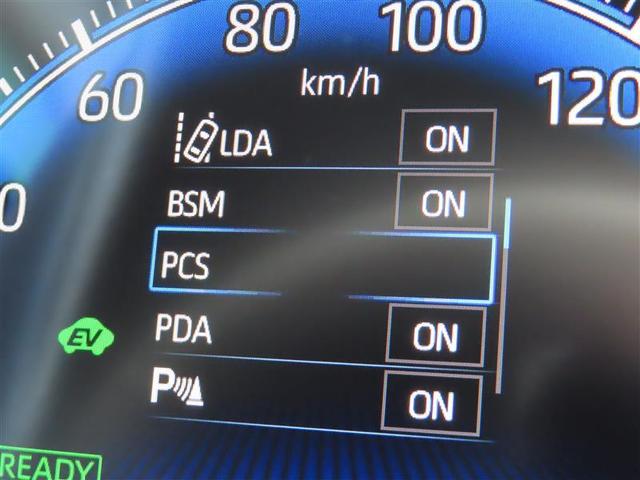 80
100
km/h
60
120
LDA ON
BSM ON
PCS
PDA ON
EV
P ON
READY